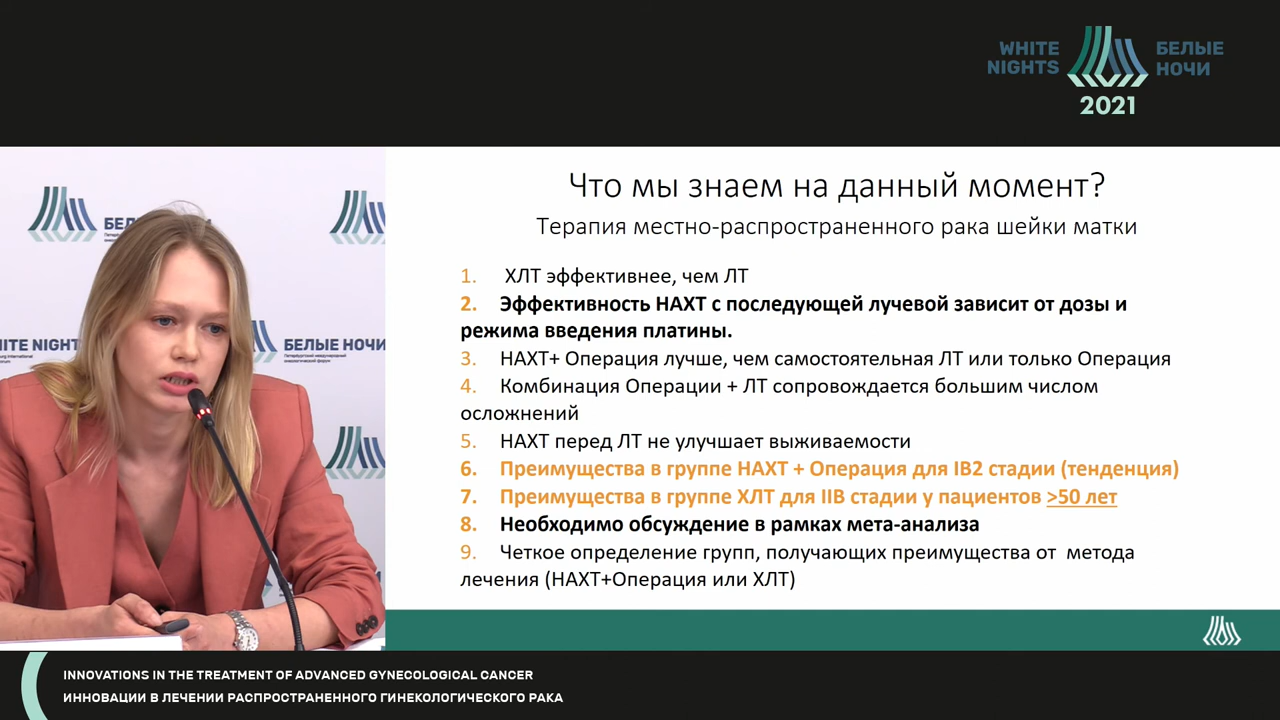 WHITE NIGHTS
БЕЛЫЕ НОЧИ
2021
БЕЛ
WHITE NIGHTS
БЕЛЫЕ НОЧИ
Что мы знаем на данный момент?
Терапия местно-распространенного рака шейки матки
1. ХЛТ эффективнее, чем ЛТ
2. Эффективность НАХТ с последующей лучевой зависит от дозы и
режима введения платины.
3. НАХТ+ Операция лучше, чем самостоятельная ЛТ или только Операция
4. Комбинация Операции + ЛТ сопровождается большим числом
осложнений
5. НАХТ перед ЛТ не улучшает выживаемости
6. Преимущества в группе НАХТ + Операция для IB2 стадии (тенденция)
7. Преимущества в группе ХЛТ для IIB стадии у пациентов >50 лет
8. Необходимо обсуждение в рамках мета-анализа
9. Четкое определение групп, получающих преимущества от метода
лечения (НАХТ+Операция или ХЛТ)
INNOVATIONS IN THE TREATMENT OF ADVANCED GYNECOLOGICAL CANCER
ИННОВАЦИИ В ЛЕЧЕНИИ РАСПРОСТРАНЕННОГО ГИНЕКОЛОГИЧЕСКОГО РАКА